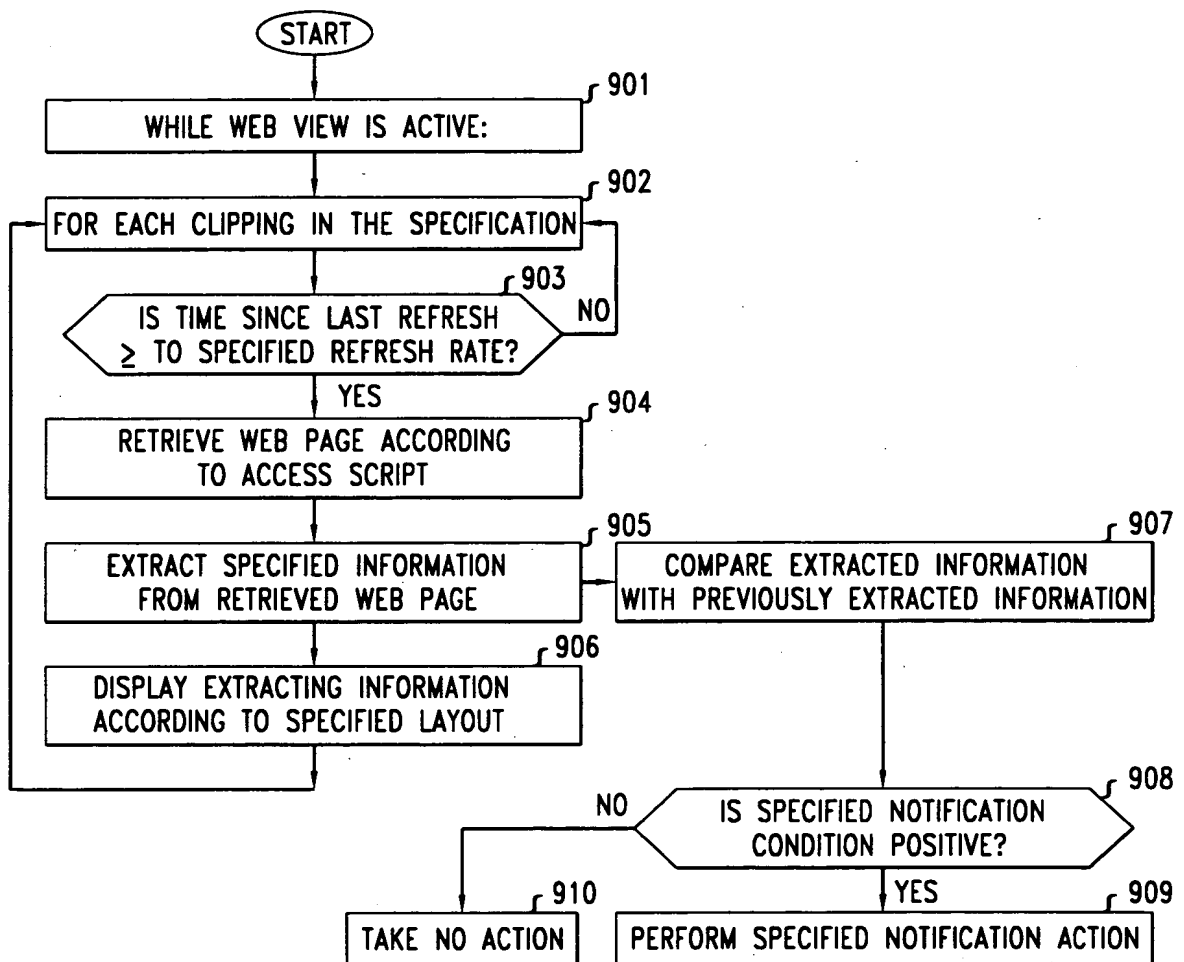 START
901
WHILE WEB VIEW IS ACTIVE:
902
FOR EACH CLIPPING IN THE SPECIFICATION
903
IS TIME SINCE LAST REFRESH
≥ TO SPECIFIED REFRESH RATE?
NO
YES
904
RETRIEVE WEB PAGE ACCORDING
TO ACCESS SCRIPT
905
EXTRACT SPECIFIED INFORMATION
FROM RETRIEVED WEB PAGE
907
COMPARE EXTRACTED INFORMATION
WITH PREVIOUSLY EXTRACTED INFORMATION
906
DISPLAY EXTRACTING INFORMATION
ACCORDING TO SPECIFIED LAYOUT
908
IS SPECIFIED NOTIFICATION
CONDITION POSITIVE?
NO
YES
910
TAKE NO ACTION
909
PERFORM SPECIFIED NOTIFICATION ACTION